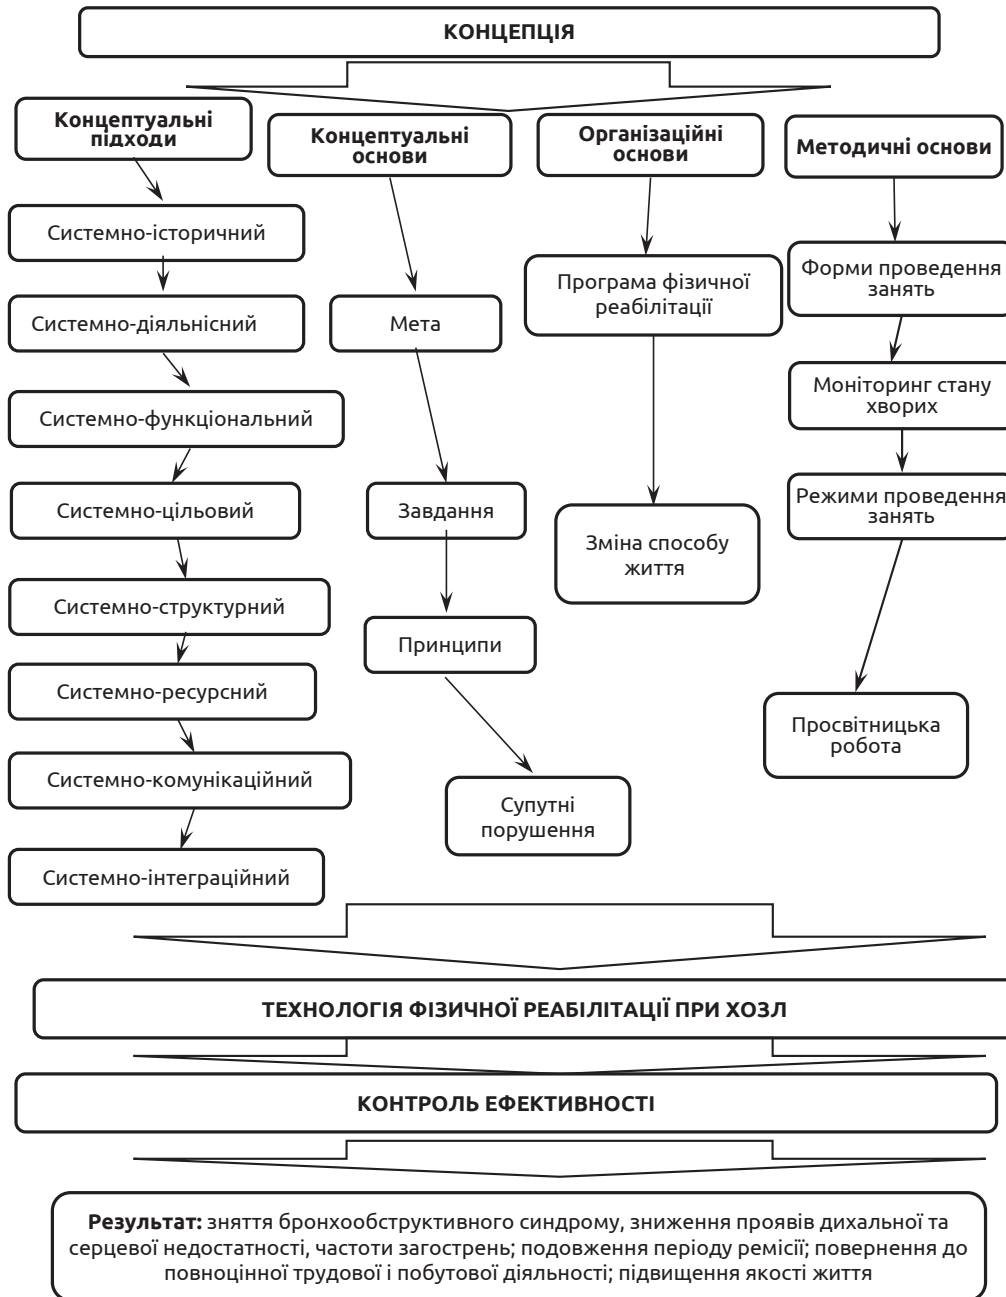 КОНЦЕПЦІЯ
Концептуальні
підходи
Системно-історичний
Системно-діяльнісний
Системно-функціональний
Системно-цільовий
Системно-структурний
Системно-ресурсний
Системно-комунікаційний
Системно-інтеграційний
Концептуальні
основи
Мета
Завдання
Принципи
Супутні
порушення
Організаційні
основи
Програма фізичної
реабілітації
Зміна способу
життя
Методичні основи
Форми проведення
занять
Моніторинг стану
хворих
Режими проведення
занять
Просвітницька
робота
ТЕХНОЛОГІЯ ФІЗИЧНОЇ РЕАБІЛІТАЦІЇ ПРИ ХОЗЛ
КОНТРОЛЬ ЕФЕКТИВНОСТІ
Результат: зняття бронхообструктивного синдрому, зниження проявів дихальної та
серцевої недостатності, частоти загострень; подовження періоду ремісії; повернення до
повноцінної трудової і побутової діяльності; підвищення якості життя